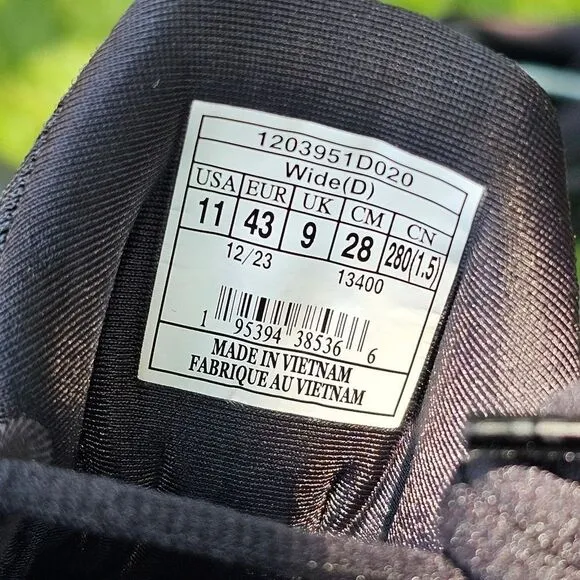 1203951D020
Wide(D)
USA EUR UK CM CN
11 43 9 28 280(1.5)
12/23 13400
1 95394 38536 6
MADE IN VIETNAM
FABRIQUE AU VIETNAM